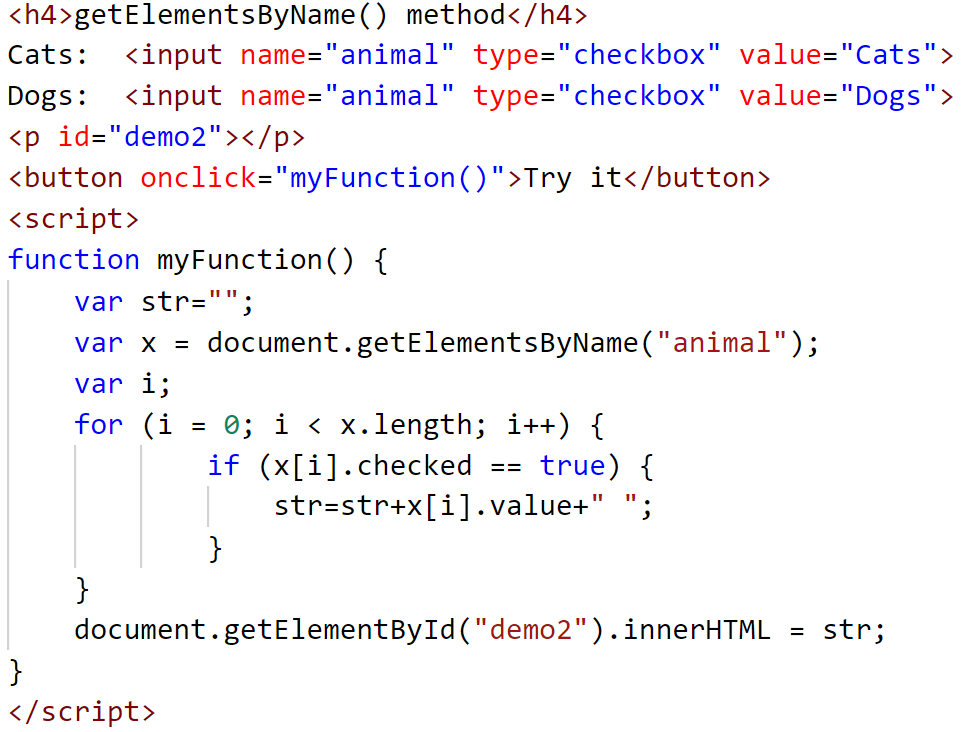 <h4>getElementsByName() method</h4>
Cats:  <input name="animal" type="checkbox" value="Cats">
Dogs:  <input name="animal" type="checkbox" value="Dogs">
<p id="demo2"></p>
<button onclick="myFunction()">Try it</button>
<script>
function myFunction() {
    var str="";
    var x = document.getElementsByName("animal");
    var i;
    for (i = 0; i < x.length; i++) {
            if (x[i].checked == true) {
                str=str+x[i].value+" ";
            }
    }
    document.getElementById("demo2").innerHTML = str;
}
</script>